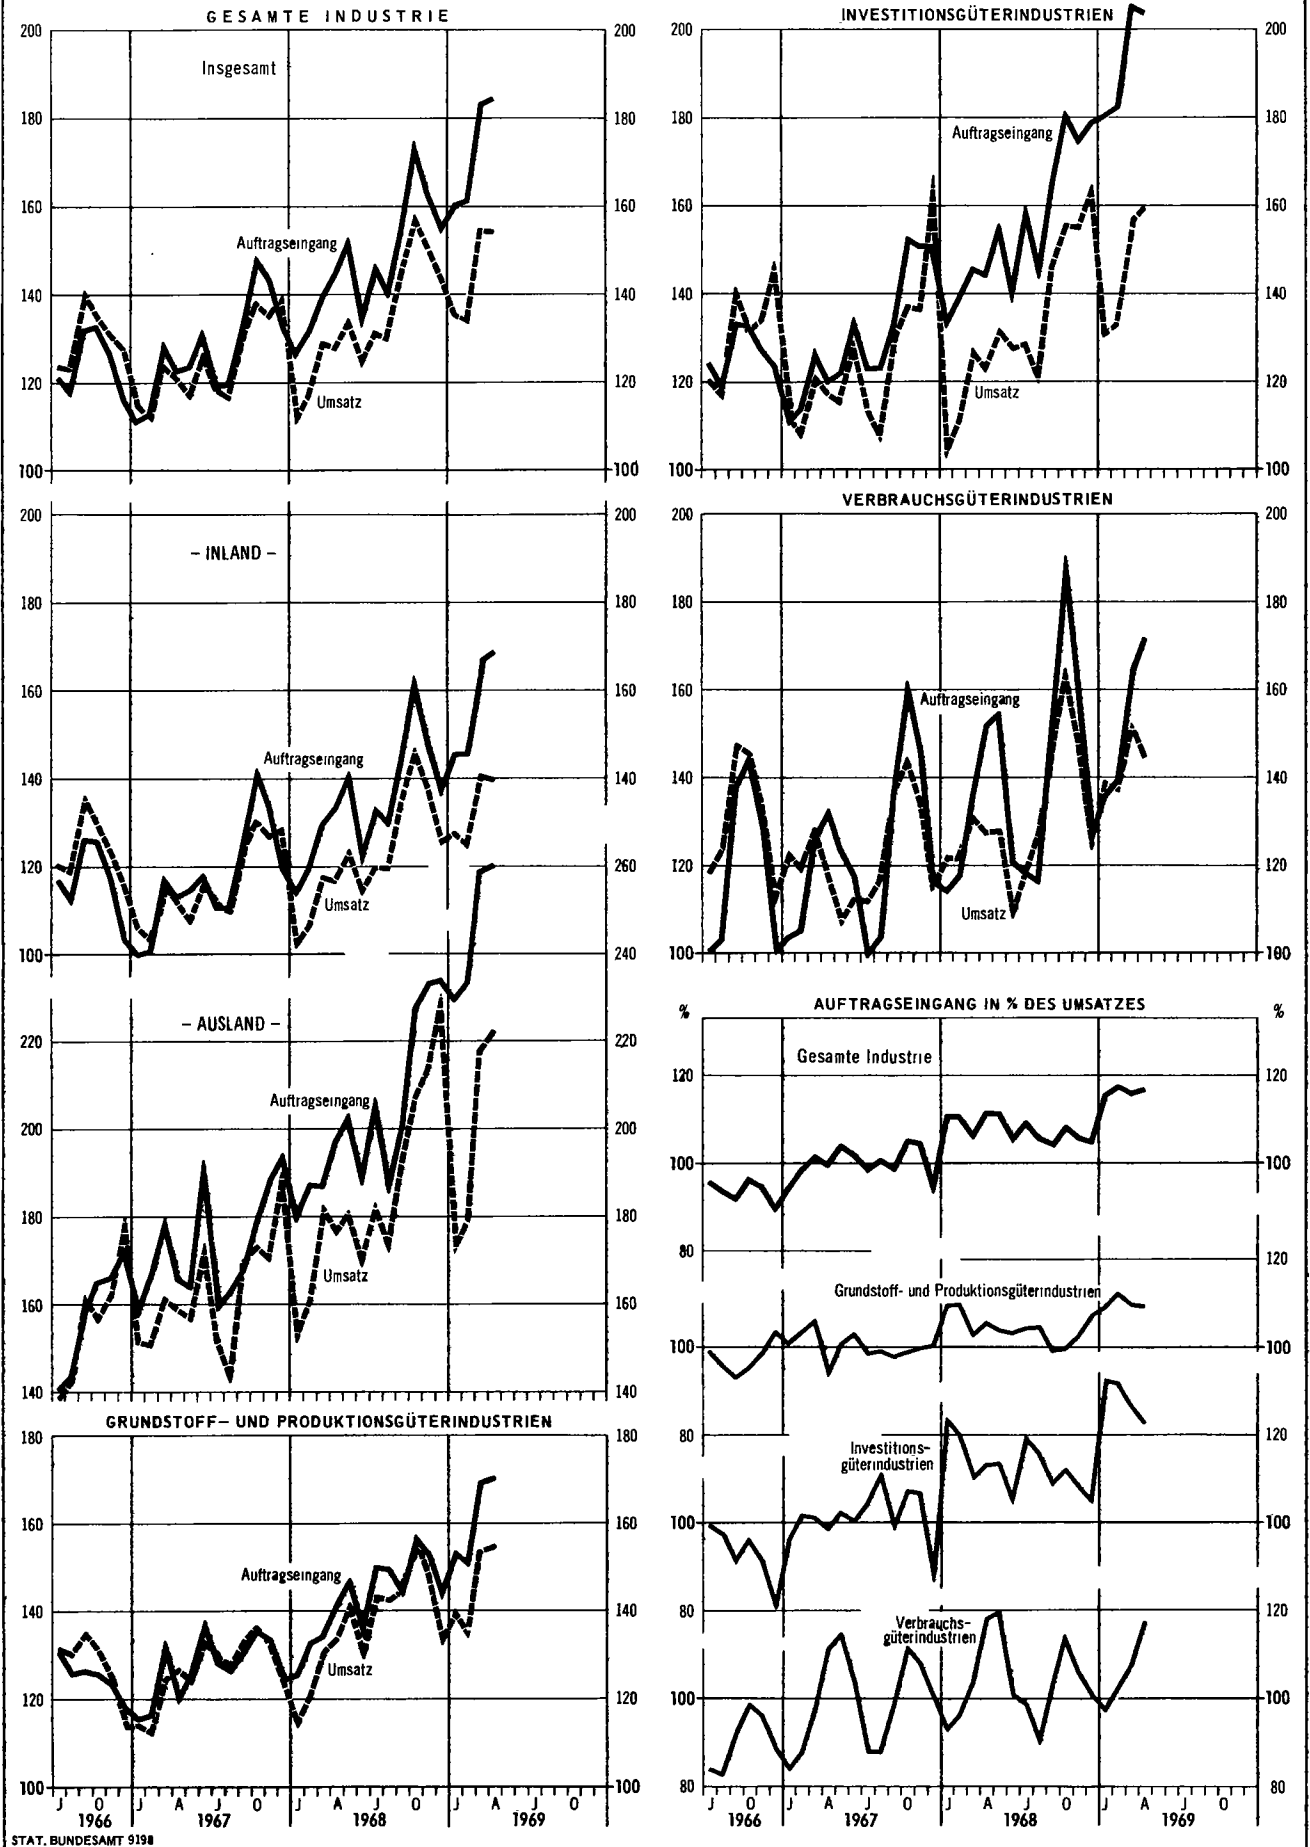 GESAMTE INDUSTRIE
200 200
Insgesamt
180 180
160 160
Auftragseingang
140 140
120 120
Umsatz
100 100
200 200
- INLAND -
180 180
160 160
Auftragseingang
140 140
120 260
Umsatz
100 240
- AUSLAND -
220 220
Auftragseingang
200 200
180 180
Umsatz
160 160
140 140
GRUNDSTOFF- UND PRODUKTIONSGÜTERINDUSTRIEN
180 180
160 160
Auftragseingang
140 140
Umsatz
120 120
100 100
J O J A J O J A J O J A J O
1966 1967 1968 1969
STAT. BUNDESAMT 9198
INVESTITIONSGÜTERINDUSTRIEN
200 200
180 180
Auftragseingang
160 160
140 140
120 120
Umsatz
100 100
VERBRAUCHSGÜTERINDUSTRIEN
200 200
180 180
160 160
Auftragseingang
140 140
120 120
Umsatz
100 100
AUFTRAGSEINGANG IN % DES UMSATZES
% %
Gesamte Industrie
120 120
100 100
80 120
Grundstoff- und Produktionsgüterindustrien
100 100
80 120
Investitions-
güterindustrien
100 100
80 120
Verbrauchs-
güterindustrien
100 100
80 80
J O J A J O J A J O J A J O
1966 1967 1968 1969